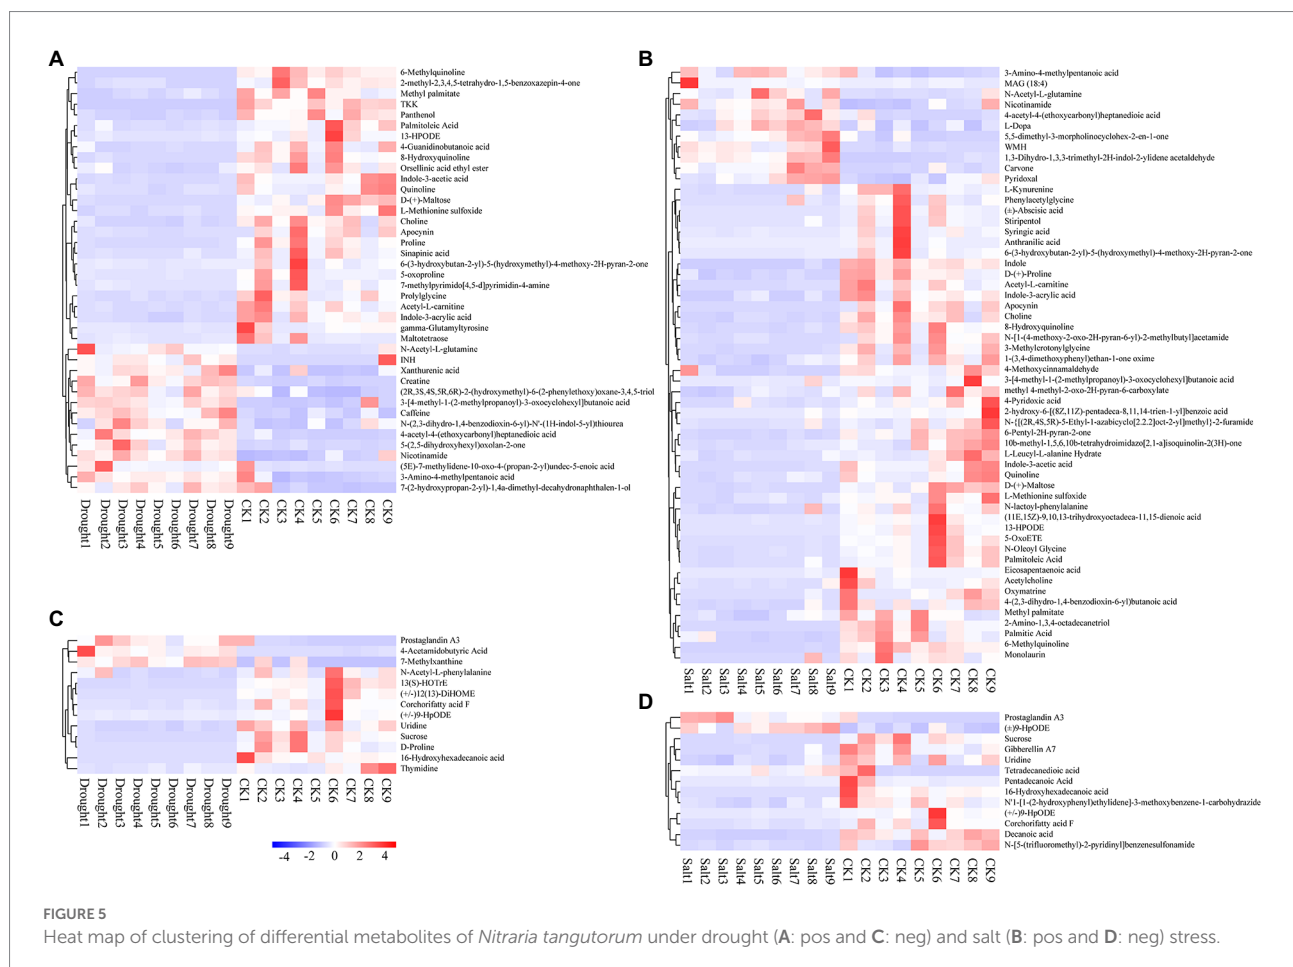 A
6-Methylquinoline
2-methyl-2,3,4,5-tetrahydro-1,5-benzoxazepin-4-one
Methyl palmitate
TKK
Panthenol
Palmitoleic Acid
13-HPODE
4-Guanidinobutanoic acid
8-Hydroxyquinoline
Orsellinic acid ethyl ester
Indole-3-acetic acid
Quinoline
D-(+)-Maltose
L-Methionine sulfoxide
Choline
Apocynin
Proline
Sinapinic acid
6-(3-hydroxybutan-2-yl)-5-(hydroxymethyl)-4-methoxy-2H-pyran-2-one
5-oxoproline
7-methylpyrimido[4,5-d]pyrimidin-4-amine
Prolylglycine
Acetyl-L-carnitine
Indole-3-acrylic acid
gamma-Glutamyltyrosine
Maltotetraose
N-Acetyl-L-glutamine
INH
Xanthurenic acid
Creatine
(2R,3S,4S,5R,6R)-2-(hydroxymethyl)-6-(2-phenylethoxy)oxane-3,4,5-triol
3-[4-methyl-1-(2-methylpropanoyl)-3-oxocyclohexyl]butanoic acid
Caffeine
N-(2,3-dihydro-1,4-benzodioxin-6-yl)-N'-(1H-indol-5-yl)thiourea
4-acetyl-4-(ethoxycarbonyl)heptanedioic acid
5-(2,5-dihydroxyhexyl)oxolan-2-one
Nicotinamide
(5E)-7-methylidene-10-oxo-4-(propan-2-yl)undec-5-enoic acid
3-Amino-4-methylpentanoic acid
7-(2-hydroxypropan-2-yl)-1,4a-dimethyl-decahydronaphthalen-1-ol
Drought1
Drought2
Drought3
Drought4
Drought5
Drought6
Drought7
Drought8
Drought9
CK1
CK2
CK3
CK4
CK5
CK6
CK7
CK8
CK9
B
3-Amino-4-methylpentanoic acid
MAG (18:4)
N-Acetyl-L-glutamine
Nicotinamide
4-acetyl-4-(ethoxycarbonyl)heptanedioic acid
L-Dopa
5,5-dimethyl-3-morpholinocyclohex-2-en-1-one
WMH
1,3-Dihydro-1,3,3-trimethyl-2H-indol-2-ylidene acetaldehyde
Carvone
Pyridoxal
L-Kynurenine
Phenylacetylglycine
(±)-Abscisic acid
Stiripentol
Syringic acid
Anthranilic acid
6-(3-hydroxybutan-2-yl)-5-(hydroxymethyl)-4-methoxy-2H-pyran-2-one
Indole
D-(+)-Proline
Acetyl-L-carnitine
Indole-3-acrylic acid
Apocynin
Choline
8-Hydroxyquinoline
N-[1-(4-methoxy-2-oxo-2H-pyran-6-yl)-2-methylbutyl]acetamide
3-Methylcrotonylglycine
1-(3,4-dimethoxyphenyl)ethan-1-one oxime
4-Methoxycinnamaldehyde
3-[4-methyl-1-(2-methylpropanoyl)-3-oxocyclohexyl]butanoic acid
methyl 4-methyl-2-oxo-2H-pyran-6-carboxylate
4-Pyridoxic acid
2-hydroxy-6-[(8Z,11Z)-pentadeca-8,11,14-trien-1-yl]benzoic acid
N-{[(2R,4S,5R)-5-Ethyl-1-azabicyclo[2.2.2]oct-2-yl]methyl}-2-furamide
6-Pentyl-2H-pyran-2-one
10b-methyl-1,5,6,10b-tetrahydroimidazo[2,1-a]isoquinolin-2(3H)-one
L-Leucyl-L-alanine Hydrate
Indole-3-acetic acid
Quinoline
D-(+)-Maltose
L-Methionine sulfoxide
N-lactoyl-phenylalanine
(11E,15Z)-9,10,13-trihydroxyoctadeca-11,15-dienoic acid
13-HPODE
5-OxoETE
N-Oleoyl Glycine
Palmitoleic Acid
Eicosapentaenoic acid
Acetylcholine
Oxymatrine
4-(2,3-dihydro-1,4-benzodioxin-6-yl)butanoic acid
Methyl palmitate
2-Amino-1,3,4-octadecanetriol
Palmitic Acid
6-Methylquinoline
Monolaurin
Salt1
Salt2
Salt3
Salt4
Salt5
Salt6
Salt7
Salt8
Salt9
CK1
CK2
CK3
CK4
CK5
CK6
CK7
CK8
CK9
C
Prostaglandin A3
4-Acetamidobutyric Acid
7-Methylxanthine
N-Acetyl-L-phenylalanine
13(S)-HOTrE
(+/-)12(13)-DiHOME
Corchorifatty acid F
(+/-)9-HpODE
Uridine
Sucrose
D-Proline
16-Hydroxyhexadecanoic acid
Thymidine
Drought1
Drought2
Drought3
Drought4
Drought5
Drought6
Drought7
Drought8
Drought9
CK1
CK2
CK3
CK4
CK5
CK6
CK7
CK8
CK9
-4 -2 0 2 4
D
Prostaglandin A3
(±)9-HpODE
Sucrose
Gibberellin A7
Uridine
Tetradecanedioic acid
Pentadecanoic Acid
16-Hydroxyhexadecanoic acid
N'1-[1-(2-hydroxyphenyl)ethylidene]-3-methoxybenzene-1-carbohydrazide
(+/-)9-HpODE
Corchorifatty acid F
Decanoic acid
N-[5-(trifluoromethyl)-2-pyridinyl]benzenesulfonamide
Salt1
Salt2
Salt3
Salt4
Salt5
Salt6
Salt7
Salt8
Salt9
CK1
CK2
CK3
CK4
CK5
CK6
CK7
CK8
CK9
FIGURE 5
Heat map of clustering of differential metabolites of Nitraria tangutorum under drought (A: pos and C: neg) and salt (B: pos and D: neg) stress.